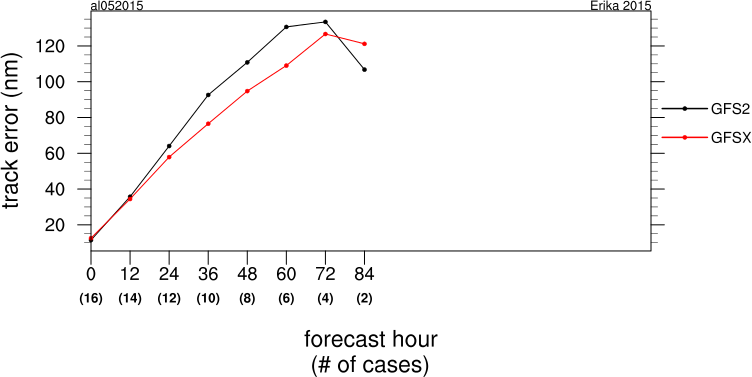 al052015 Erika 2015
120
100
80
60
40
20
track error (nm)
GFS2
GFSX
0 12 24 36 48 60 72 84
(16) (14) (12) (10) (8) (6) (4) (2)
forecast hour
(# of cases)